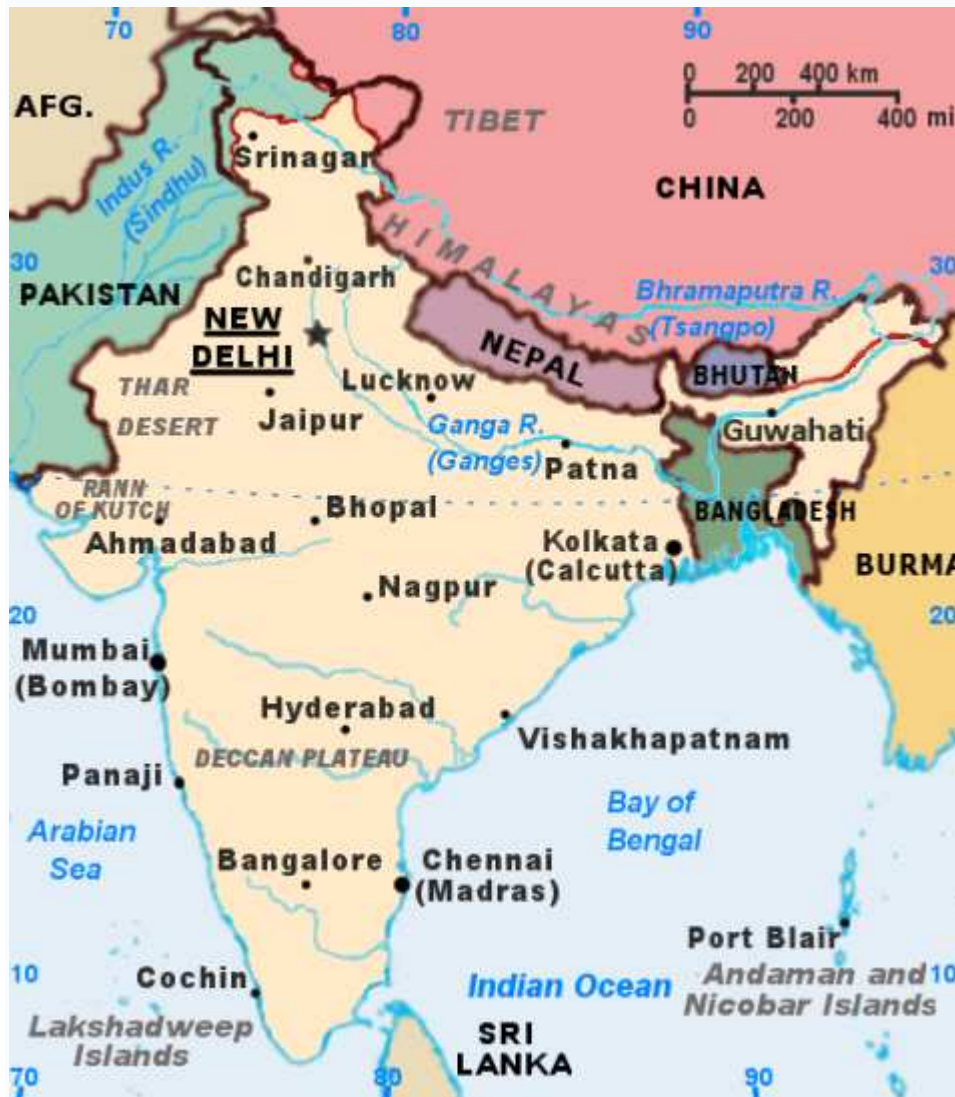 70
80
90
0 200 400 km
0 200 400 mi
AFG.
TIBET
Srinagar
Indus R.
(Sindhu)
CHINA
HIMALAYAS
30
Chandigarh
30
PAKISTAN
Bhramaputra R.
(Tsangpo)
NEW
DELHI
NEPAL
BHUTAN
THAR
DESERT
Lucknow
Jaipur
Ganga R.
(Ganges)
Guwahati
Patna
RANN
OF KUTCH
Bhopal
BANGLADESH
Ahmadabad
Kolkata
(Calcutta)
BURMA
Nagpur
20
20
Mumbai
(Bombay)
Hyderabad
Vishakhapatnam
DECCAN PLATEAU
Panaji
Bay of
Bengal
Arabian
Sea
Bangalore
Chennai
(Madras)
Port Blair
10
Cochin
Indian Ocean
Andaman and
Nicobar Islands
10
Lakshadweep
Islands
SRI
LANKA
70
80
90